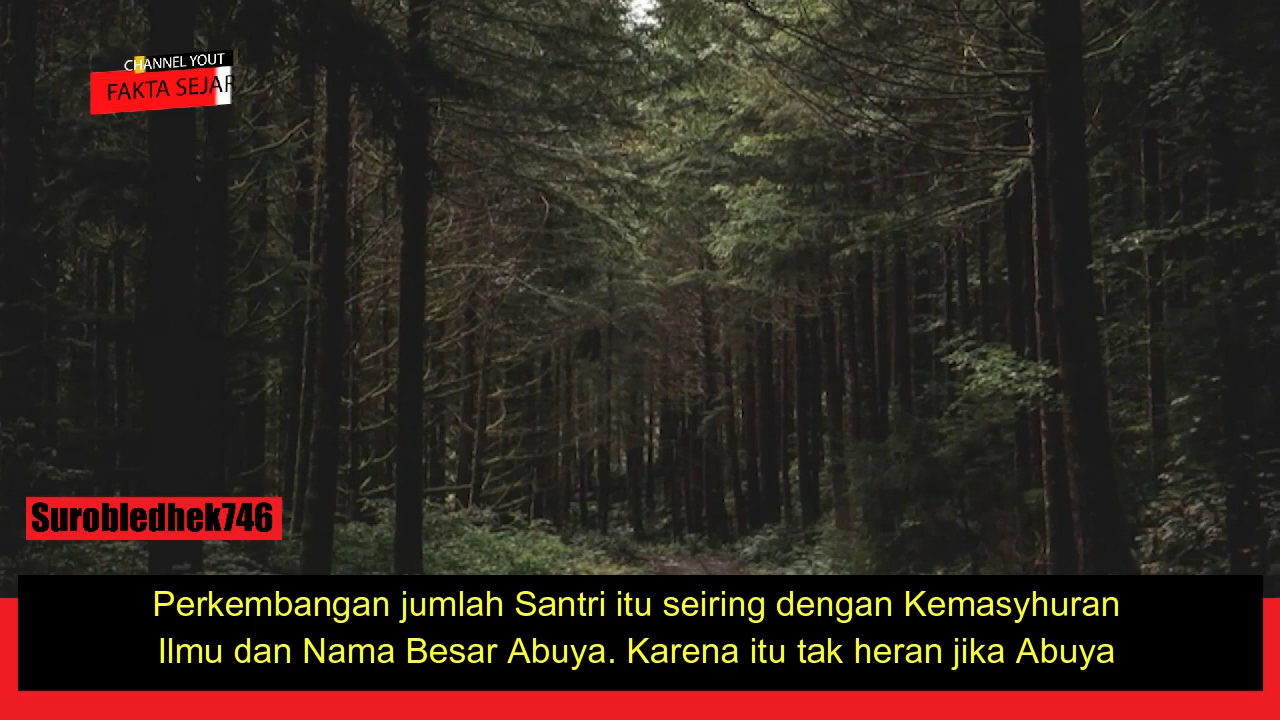 CHANNEL YOUT
FAKTA SEJAR
Surobledhek746
Perkembangan jumlah Santri itu seiring dengan Kemasyhuran
Ilmu dan Nama Besar Abuya. Karena itu tak heran jika Abuya